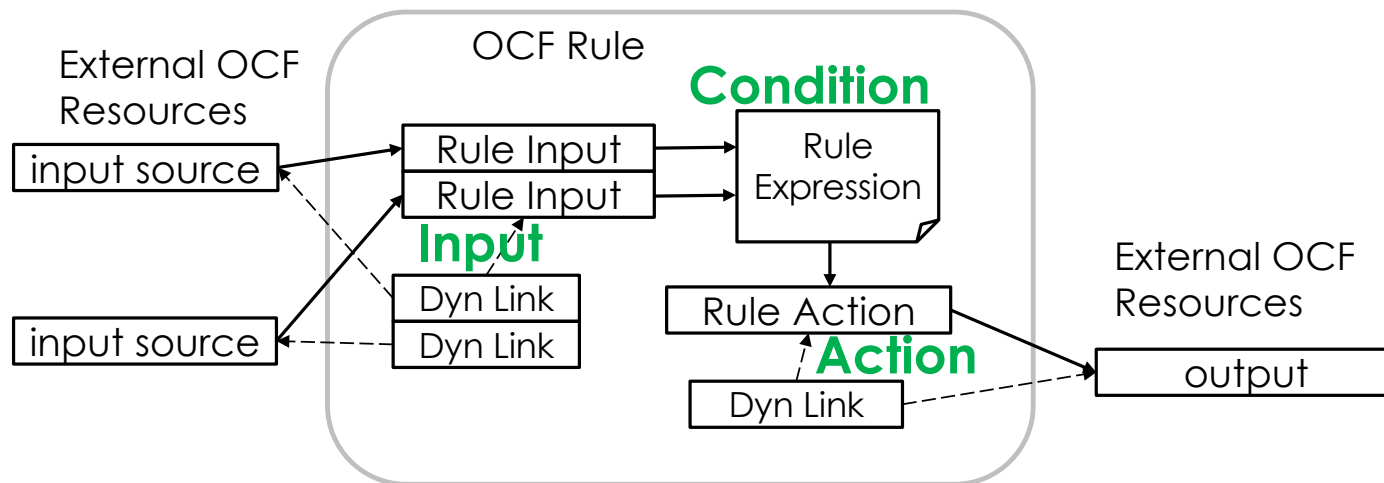 OCF Rule
External OCF
Resources
Condition
input source
Rule Input
Rule Input
Rule
Expression
Input
Dyn Link
Dyn Link
input source
Rule Action
Action
Dyn Link
External OCF
Resources
output